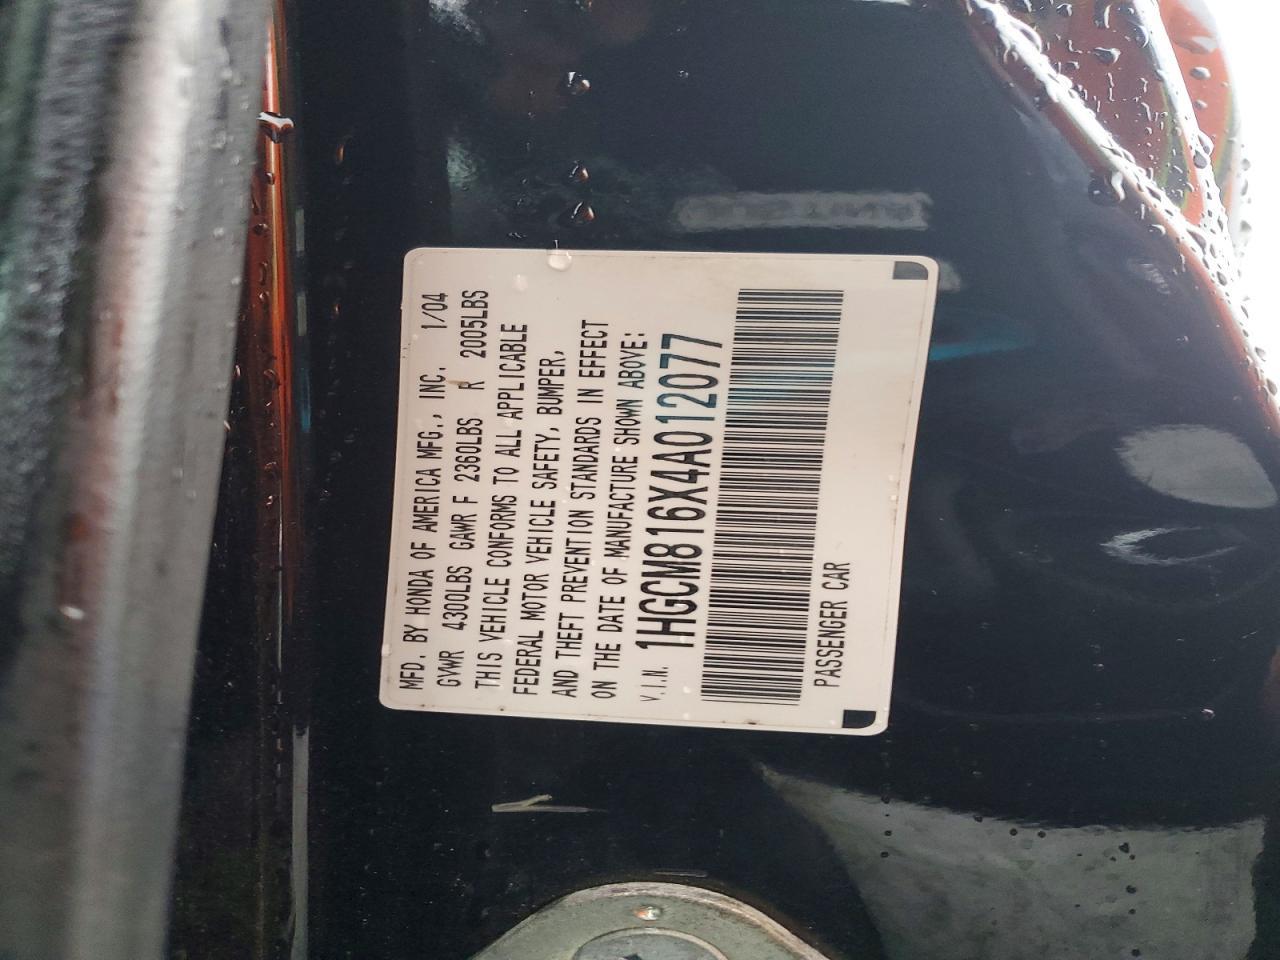 MFD. BY HONDA OF AMERICA MFG., INC. 1/04
GVWR 4300LBS GAWR F 2360LBS R 2005LBS
THIS VEHICLE CONFORMS TO ALL APPLICABLE
FEDERAL MOTOR VEHICLE SAFETY, BUMPER,
AND THEFT PREVENTION STANDARDS IN EFFECT
ON THE DATE OF MANUFACTURE SHOWN ABOVE:
V.I.N. 1HGCM816X4A012077
PASSENGER CAR